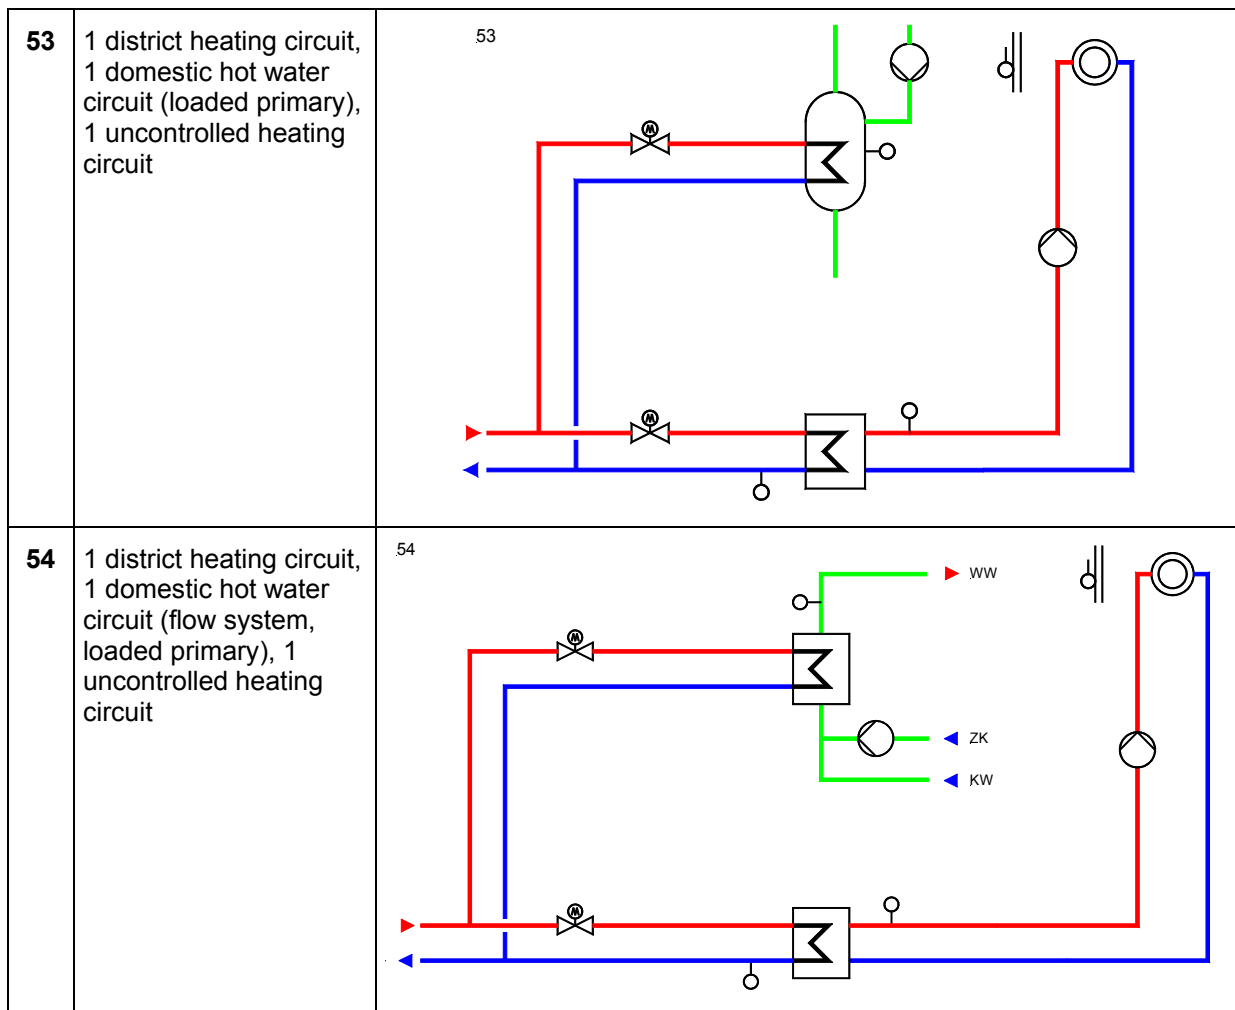 53
1 district heating circuit,
1 domestic hot water
circuit (loaded primary),
1 uncontrolled heating
circuit
53
M
M
54
1 district heating circuit,
1 domestic hot water
circuit (flow system,
loaded primary), 1
uncontrolled heating
circuit
54
WW
M
ZK
KW
M